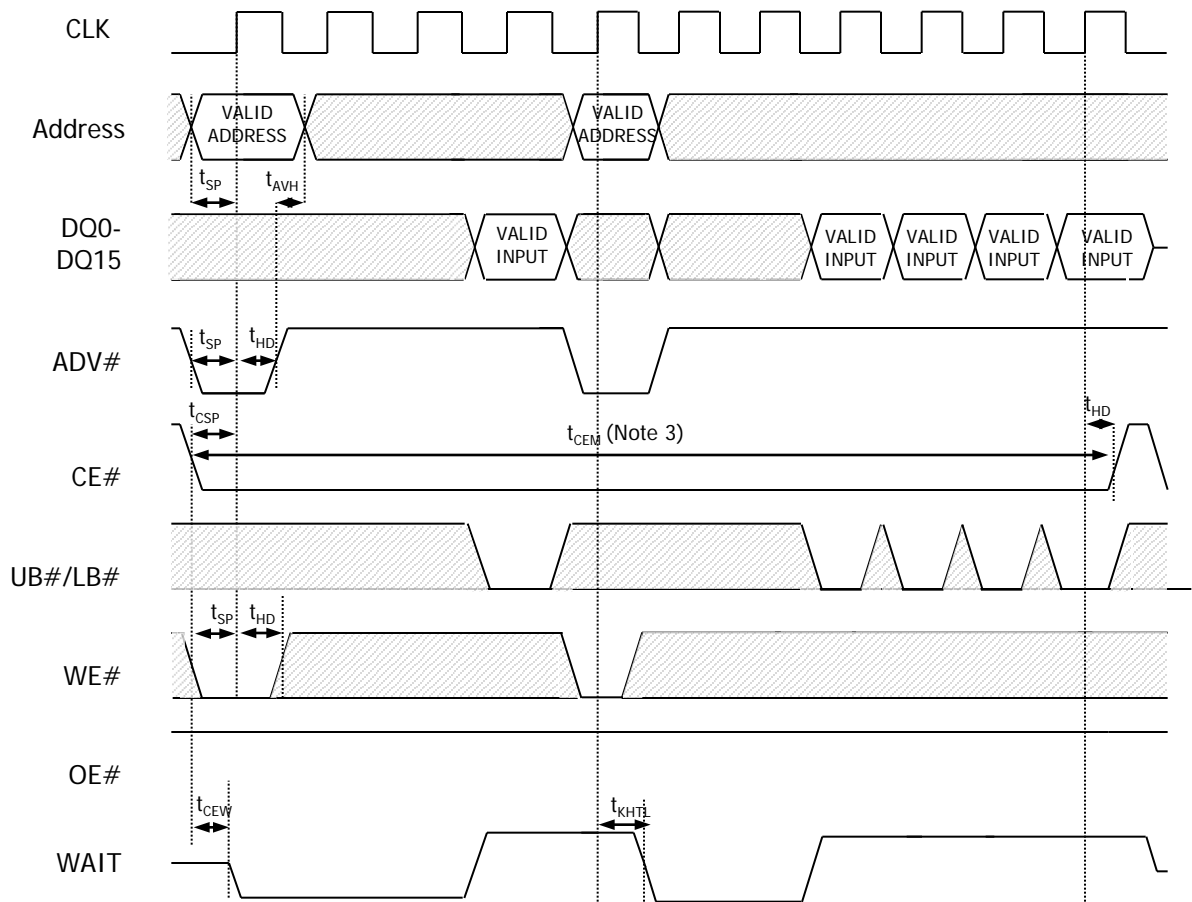 CLK
Address
VALID
ADDRESS
VALID
ADDRESS
tSP
tAVH
DQ0-
DQ15
VALID
INPUT
VALID
INPUT
VALID
INPUT
VALID
INPUT
VALID
INPUT
ADV#
tSP
tHD
CE#
tCSP
tCEM (Note 3)
tHD
UB#/LB#
WE#
tSP
tHD
OE#
tCEW
tKHTL
WAIT